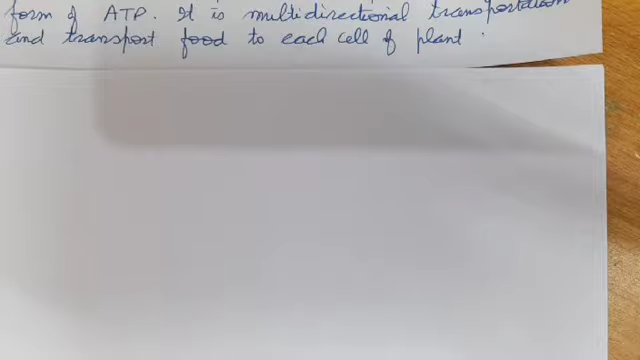 form of ATP. It is multidirectional transportation
and transport food to each cell of plant.